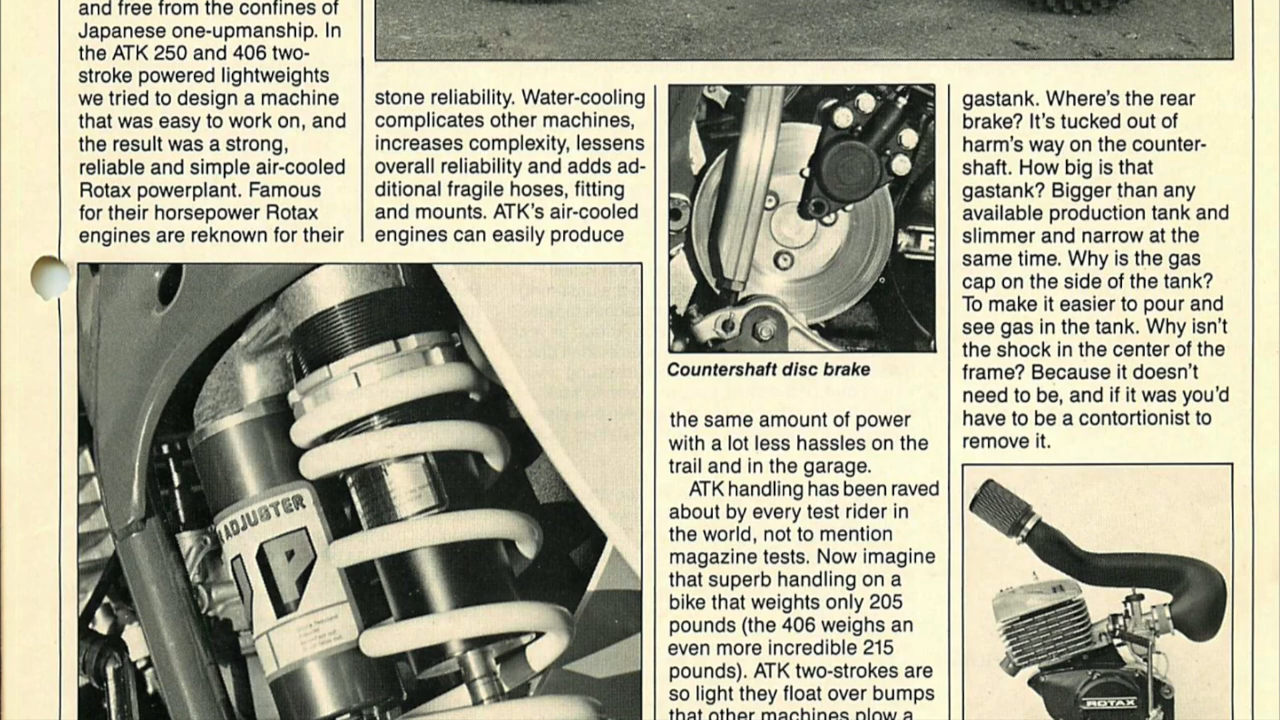 and free from the confines of
Japanese one-upmanship. In
the ATK 250 and 406 two-
stroke powered lightweights
we tried to design a machine
that was easy to work on, and
the result was a strong,
reliable and simple air-cooled
Rotax powerplant. Famous
for their horsepower Rotax
engines are reknown for their
stone reliability. Water-cooling
complicates other machines,
increases complexity, lessens
overall reliability and adds ad-
ditional fragile hoses, fitting
and mounts. ATK's air-cooled
engines can easily produce
ADJUSTER
Countershaft disc brake
the same amount of power
with a lot less hassles on the
trail and in the garage.
ATK handling has been raved
about by every test rider in
the world, not to mention
magazine tests. Now imagine
that superb handling on a
bike that weights only 205
pounds (the 406 weighs an
even more incredible 215
pounds). ATK two-strokes are
so light they float over bumps
that other machines plow a
gastank. Where's the rear
brake? It's tucked out of
harm's way on the counter-
shaft. How big is that
gastank? Bigger than any
available production tank and
slimmer and narrow at the
same time. Why is the gas
cap on the side of the tank?
To make it easier to pour and
see gas in the tank. Why isn't
the shock in the center of the
frame? Because it doesn't
need to be, and if it was you'd
have to be a contortionist to
remove it.
ROTAX